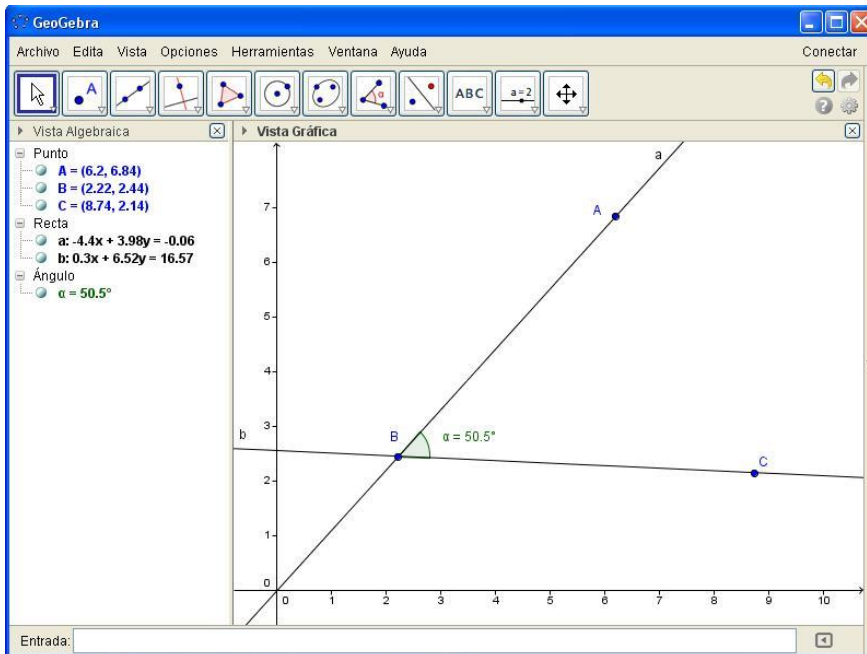 GeoGebra
Archivo Edita Vista Opciones Herramientas Ventana Ayuda Conectar
A α ABC a=2
Vista Algebraica
Punto
A = (6.2, 6.84)
B = (2.22, 2.44)
C = (8.74, 2.14)
Recta
a: -4.4x + 3.98y = -0.06
b: 0.3x + 6.52y = 16.57
Ángulo
α = 50.5°
Vista Gráfica
a
A
7
6
5
4
3
b
B
α = 50.5°
C
2
1
0
0 1 2 3 4 5 6 7 8 9 10
Entrada: